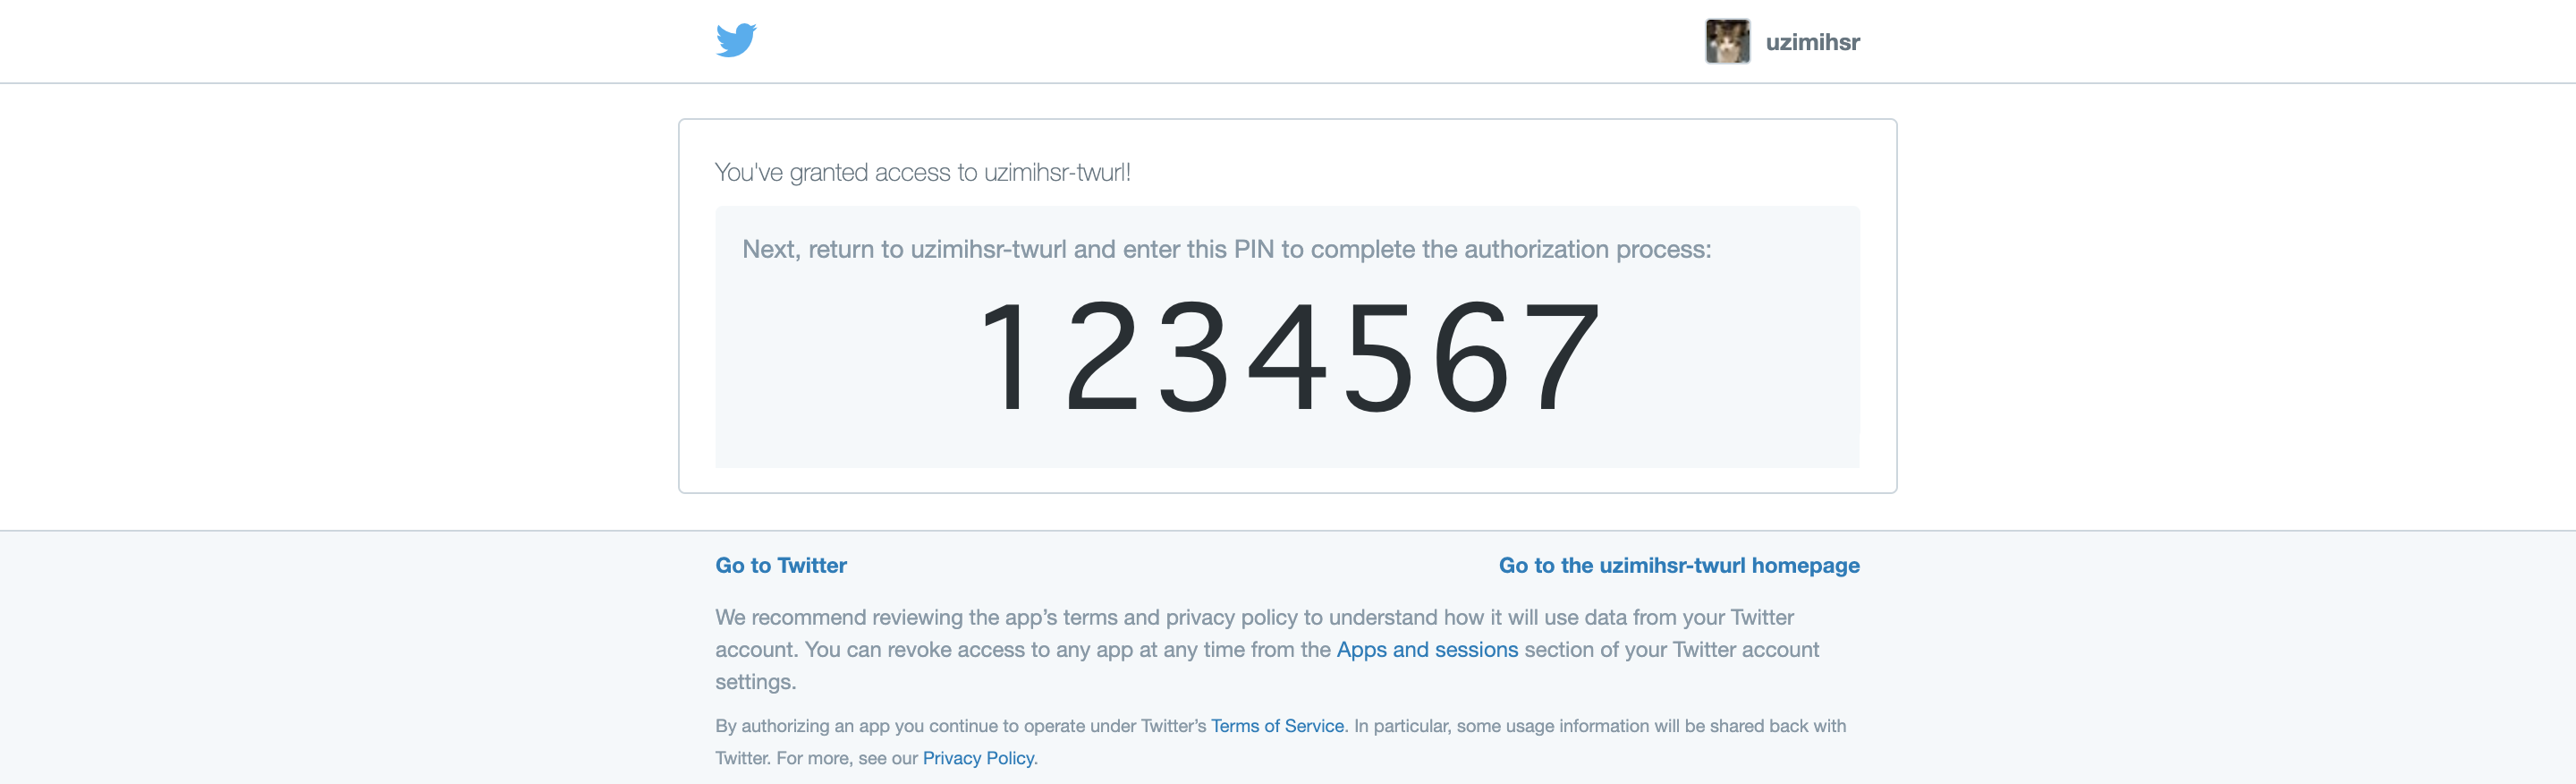 uzimihsr
You've granted access to uzimihsr-twurl!
Next, return to uzimihsr-twurl and enter this PIN to complete the authorization process:
1234567
Go to Twitter
Go to the uzimihsr-twurl homepage
We recommend reviewing the app’s terms and privacy policy to understand how it will use data from your Twitter
account. You can revoke access to any app at any time from the Apps and sessions section of your Twitter account
settings.
By authorizing an app you continue to operate under Twitter’s Terms of Service. In particular, some usage information will be shared back with
Twitter. For more, see our Privacy Policy.